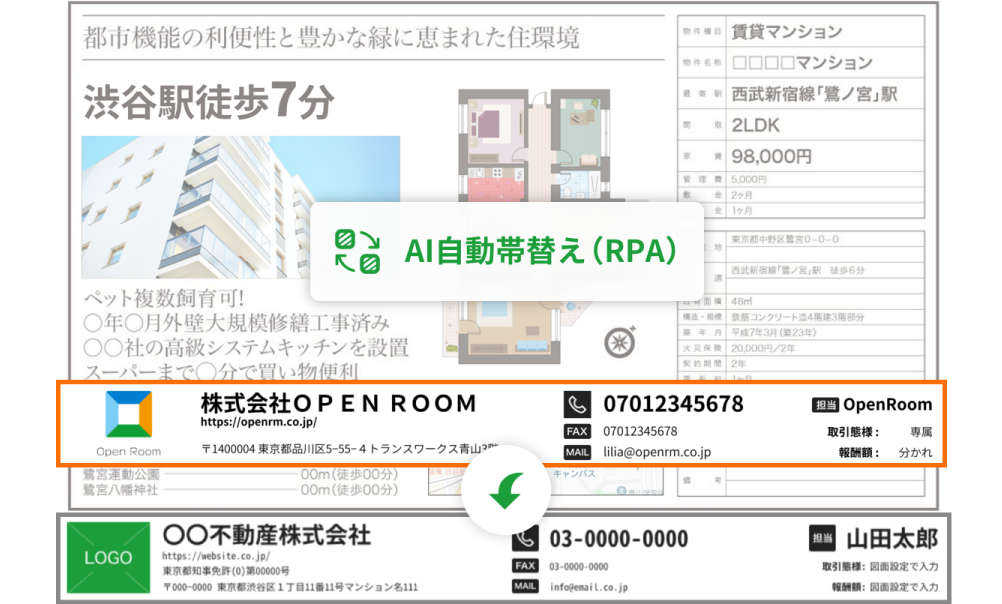 都市機能の利便性と豊かな緑に恵まれた住環境
渋谷駅徒歩7分
ペット複数飼育可!
〇年〇月外壁大規模修繕工事済み
〇〇社の高級システムキッチンを設置
スーパーまで〇分で買い物便利
物件種目 賃貸マンション
物件名称 □□□□マンション
最寄駅 西武新宿線「鷺ノ宮」駅
間取 2LDK
家賃 98,000円
管理費 5,000円
敷金 2ヶ月
金 1ヶ月
地 東京都中野区鷺宮0-0-0
西武新宿線「鷺ノ宮」駅 徒歩6分
面積 48㎡
構造・規模 鉄筋コンクリート造4階建3階部分
築年月 平成7年3月(築23年)
火災保険 20,000円/2年
契約期間 2年
1ヶ月
AI自動帯替え(RPA)
Open Room
株式会社OPEN ROOM
https://openrm.co.jp/
〒1400004 東京都品川区5-55-4トランスワークス青山3階
07012345678
FAX 07012345678
MAIL lilia@openrm.co.jp
担当 OpenRoom
取引態様: 専属
報酬額: 分かれ
鷺宮運動公園 00m(徒歩00分)
鷺宮八幡神社 00m(徒歩00分)
キャンパス
備考
LOGO
〇〇不動産株式会社
https://website.co.jp/
東京都知事免許(0)第00000号
〒000-0000 東京都渋谷区1丁目11番11号マンション名111
03-0000-0000
FAX 03-0000-0000
MAIL info@email.co.jp
担当 山田太郎
取引態様: 図面設定で入力
報酬額: 図面設定で入力